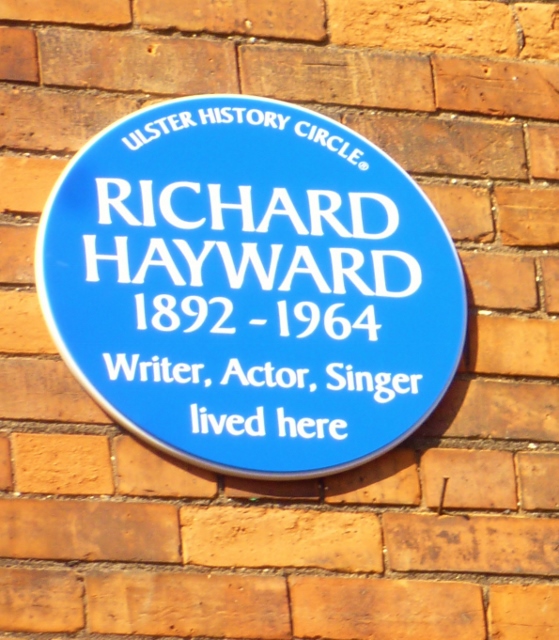 ULSTER HISTORY CIRCLE®
RICHARD
HAYWARD
1892 - 1964
Writer, Actor, Singer
lived here